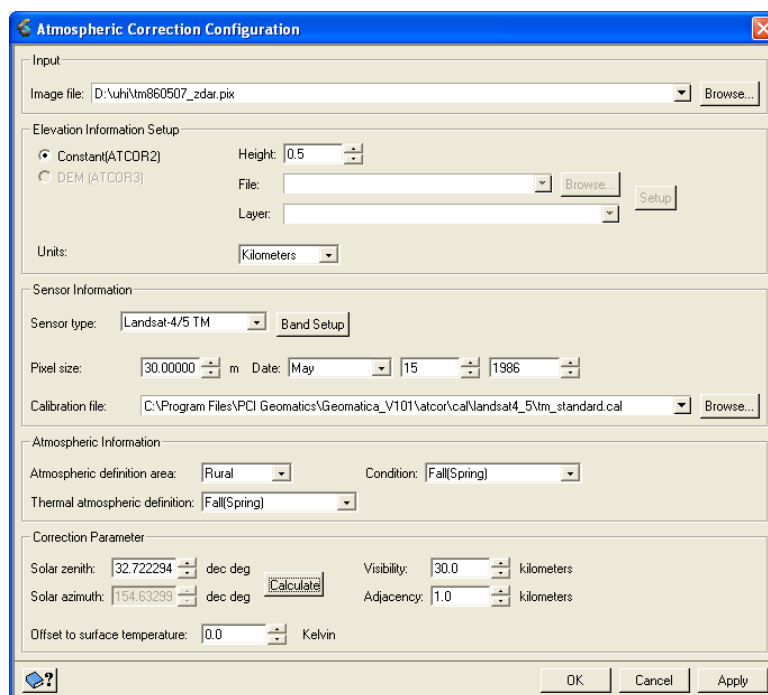 Atmospheric Correction Configuration
Input
Image file: D:\uhi\tm860507_zdar.pix Browse...
Elevation Information Setup
Constant(ATCOR2) Height: 0.5
DEM (ATCOR3) File: Browse... Setup
Layer:
Units: Kilometers
Sensor Information
Sensor type: Landsat-4/5 TM Band Setup
Pixel size: 30.00000 m Date: May 15 1986
Calibration file: C:\Program Files\PCI Geomatics\Geomatica_V101\atcor\cal\landsat4_5\tm_standard.cal Browse...
Atmospheric Information
Atmospheric definition area: Rural Condition: Fall(Spring)
Thermal atmospheric definition: Fall(Spring)
Correction Parameter
Solar zenith: 32.722294 dec deg Calculate Visibility: 30.0 kilometers
Solar azimuth: 154.63299 dec deg Adjacency: 1.0 kilometers
Offset to surface temperature: 0.0 Kelvin
? OK Cancel Apply